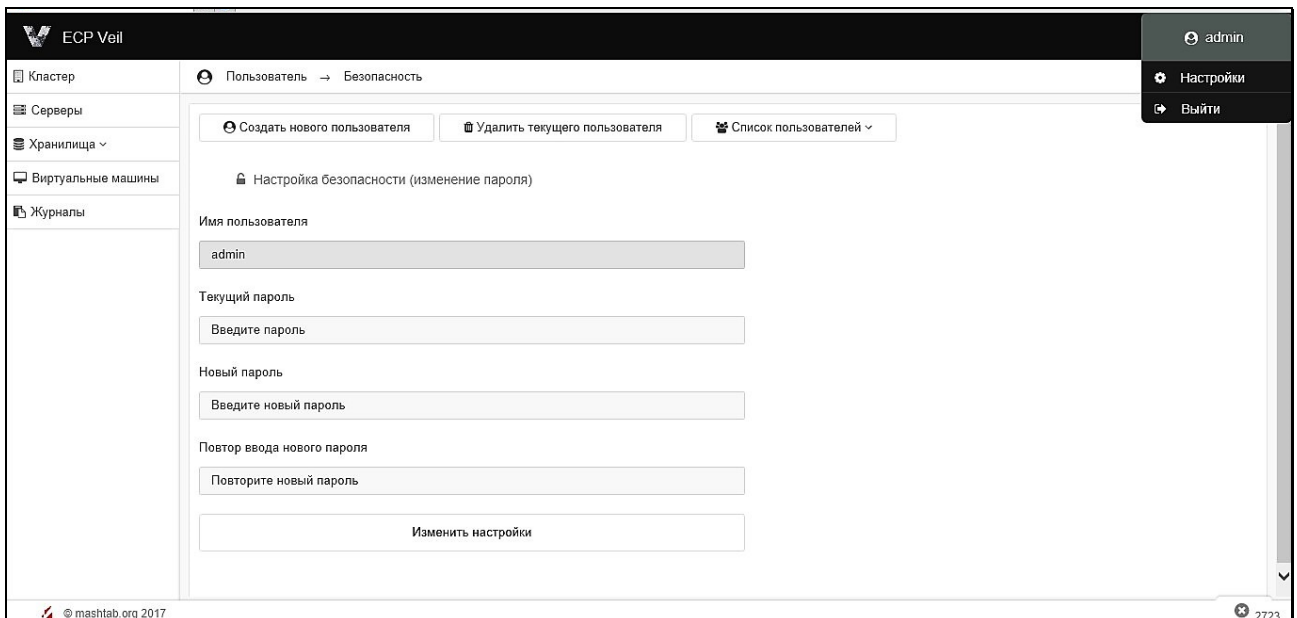 ECP Veil
admin
Настройки
Выйти
Кластер
Серверы
Хранилища
Виртуальные машины
Журналы
Пользователь → Безопасность
Создать нового пользователя
Удалить текущего пользователя
Список пользователей
Настройка безопасности (изменение пароля)
Имя пользователя
admin
Текущий пароль
Введите пароль
Новый пароль
Введите новый пароль
Повтор ввода нового пароля
Повторите новый пароль
Изменить настройки
© mashtab.org 2017
2723